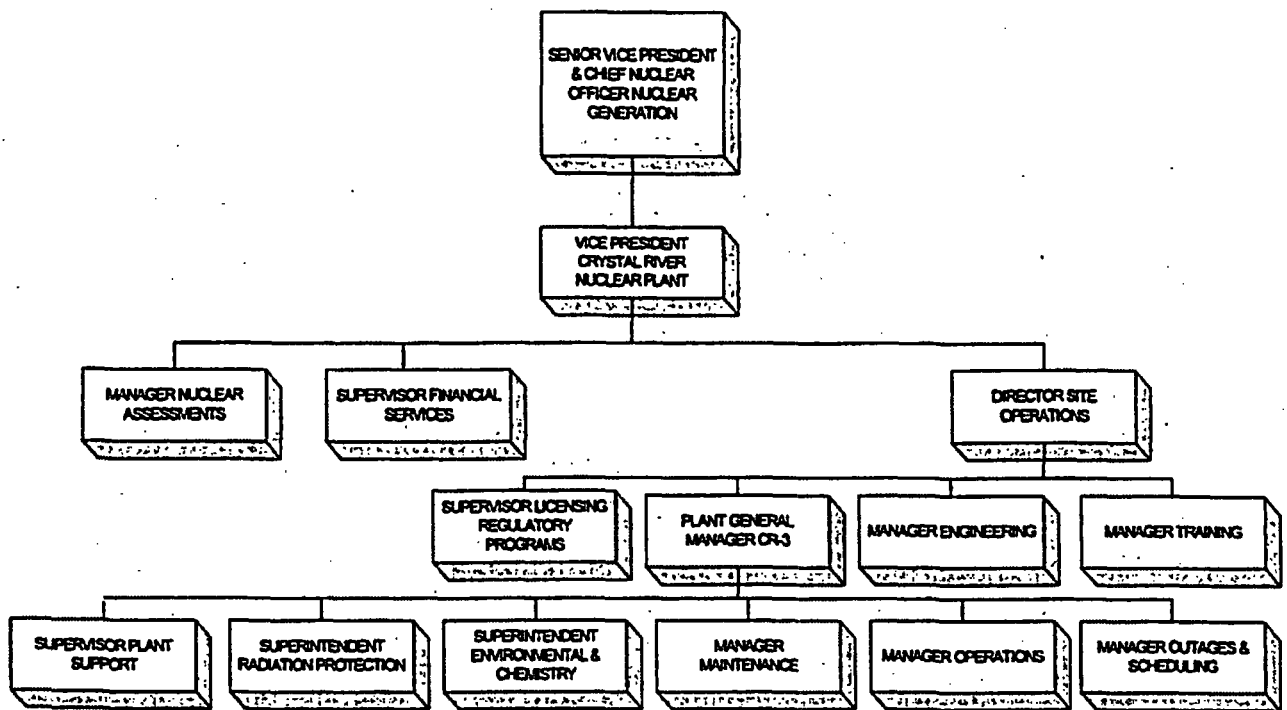 SENIOR VICE PRESIDENT
& CHIEF NUCLEAR
OFFICER NUCLEAR
GENERATION
VICE PRESIDENT
CRYSTAL RIVER
NUCLEAR PLANT
MANAGER NUCLEAR
ASSESSMENTS
SUPERVISOR FINANCIAL
SERVICES
DIRECTOR SITE
OPERATIONS
SUPERVISOR LICENSING
REGULATORY
PROGRAMS
PLANT GENERAL
MANAGER CR-3
MANAGER ENGINEERING
MANAGER TRAINING
SUPERVISOR PLANT
SUPPORT
SUPERINTENDENT
RADIATION PROTECTION
SUPERINTENDENT
ENVIRONMENTAL &
CHEMISTRY
MANAGER
MAINTENANCE
MANAGER OPERATIONS
MANAGER OUTAGES &
SCHEDULING